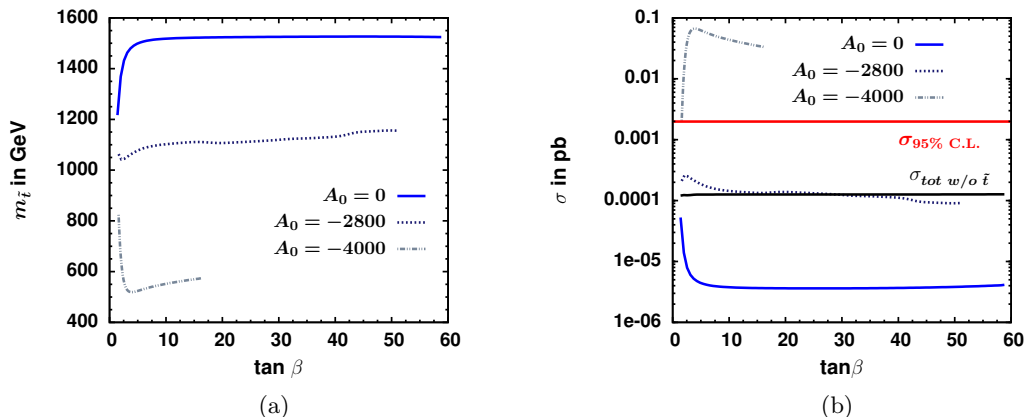 1600
1400
1200
1000
800
600
400
0 10 20 30 40 50 60
m_t̃ in GeV
tan β
A₀ = 0
A₀ = −2800
A₀ = −4000
(a)
0.1
0.01
0.001
0.0001
1e-05
1e-06
0 10 20 30 40 50 60
σ in pb
tanβ
A₀ = 0
A₀ = −2800
A₀ = −4000
σ95% C.L.
σtot w/o t̃
(b)